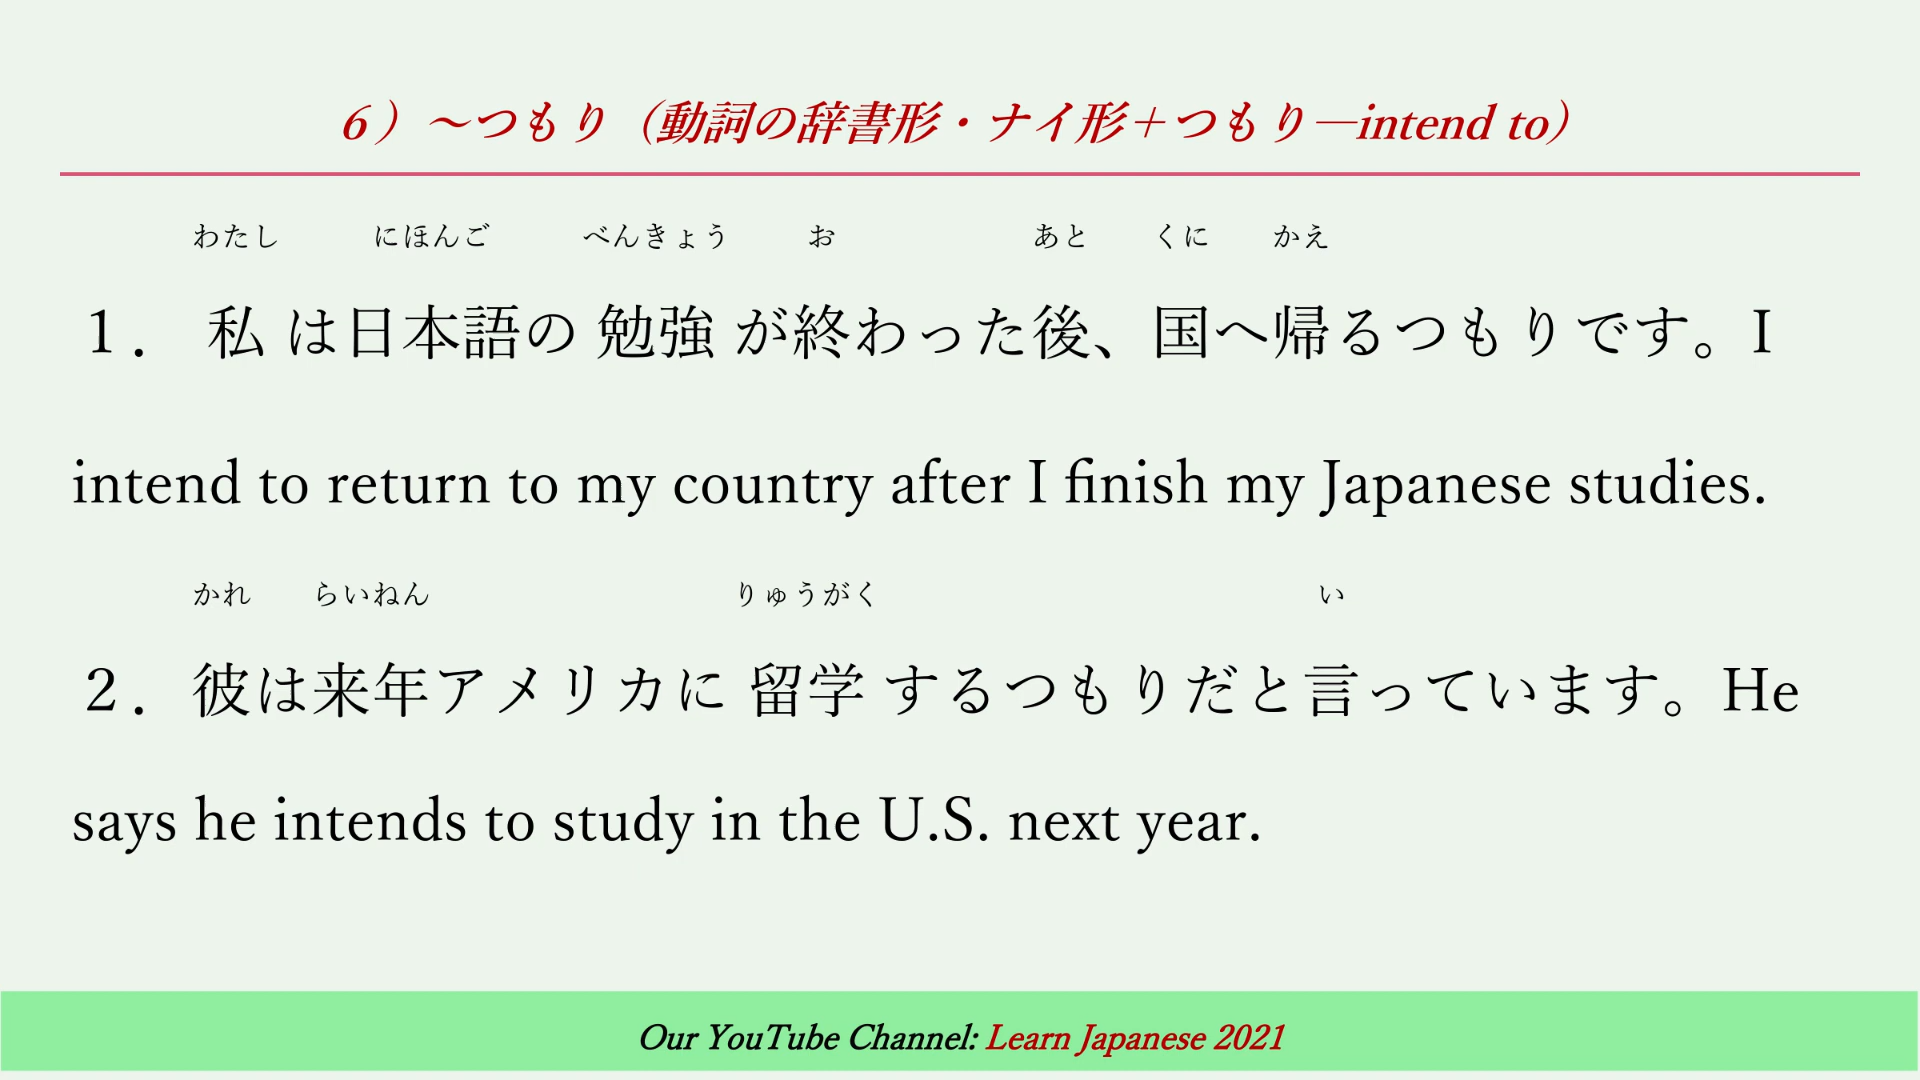 ６）～つもり（動詞の辞書形・ナイ形＋つもり—intend to）
わたし にほんご べんきょう お あと くに かえ
１． 私 は日本語の 勉強 が終わった後、国へ帰るつもりです。I
intend to return to my country after I finish my Japanese studies.
かれ らいねん りゅうがく い
２．彼は来年アメリカに 留学 するつもりだと言っています。He
says he intends to study in the U.S. next year.
Our YouTube Channel: Learn Japanese 2021